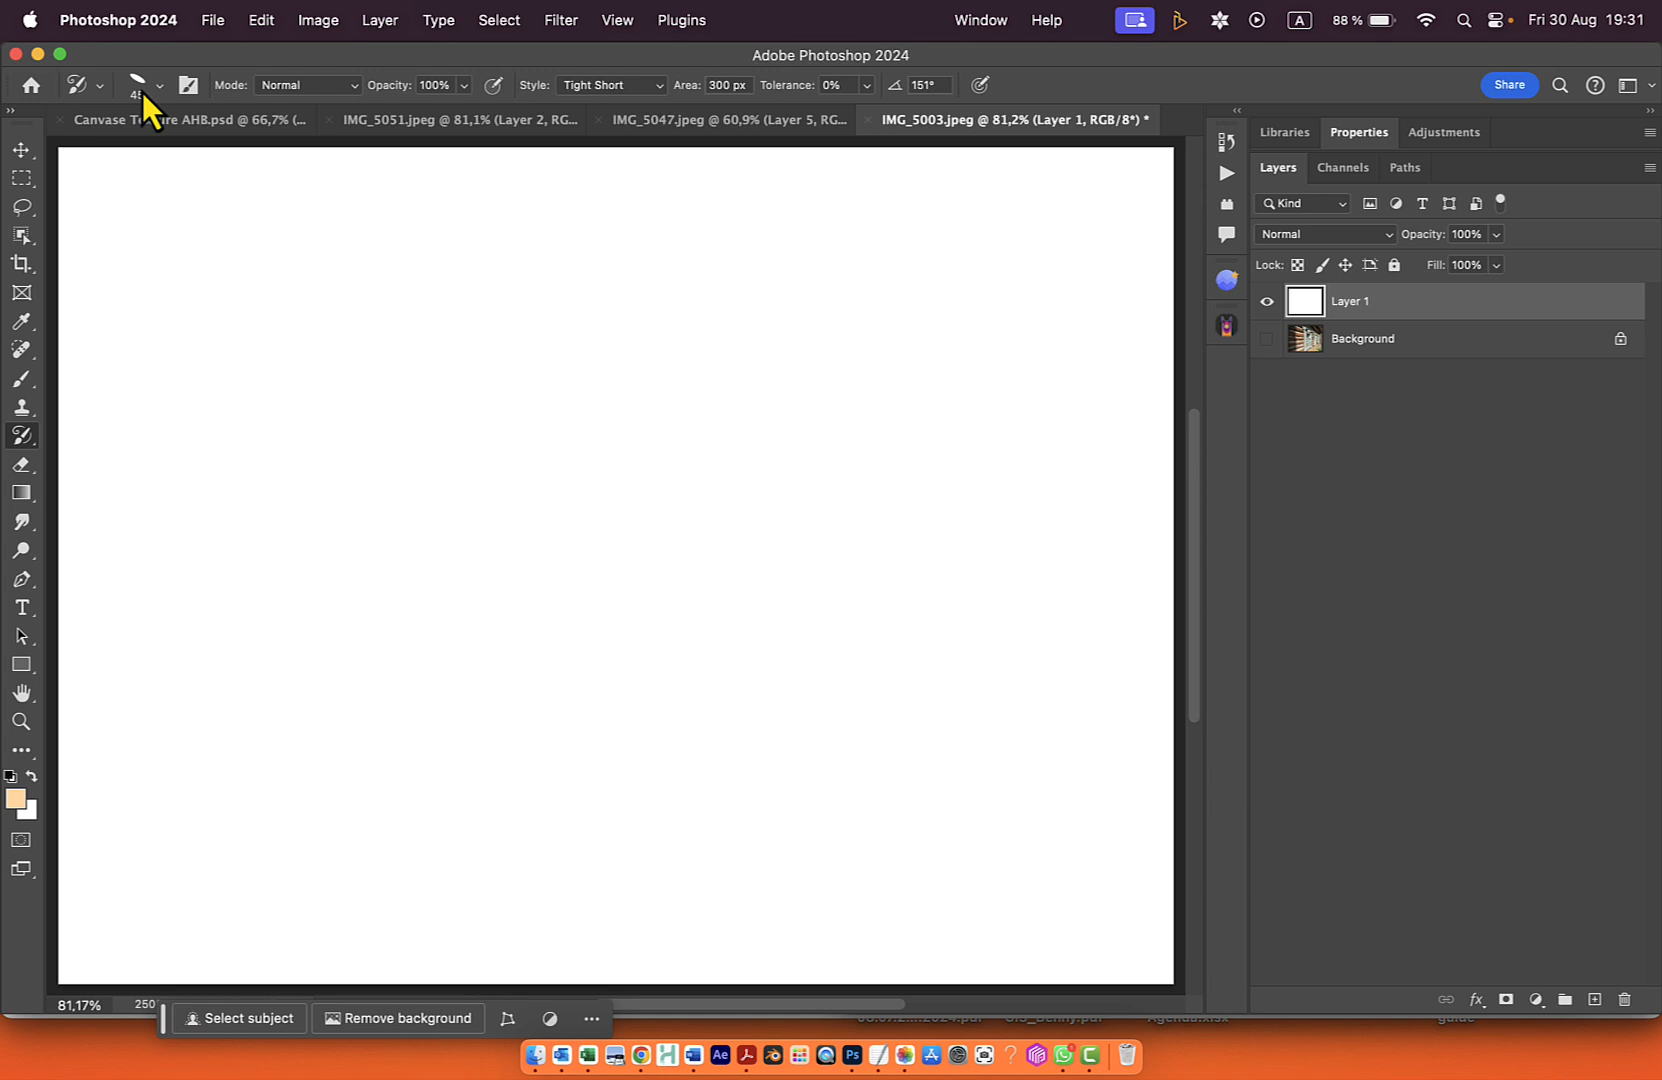 Photoshop 2024 File Edit Image Layer Type Select Filter View Plugins Window Help A 88 % Fri 30 Aug 19:31
Adobe Photoshop 2024
Mode: Normal Opacity: 100% Style: Tight Short Area: 300 px Tolerance: 0% 151° Share
Canvase AHB.psd @ 66,7% (... IMG_5051.jpeg @ 81,1% (Layer 2, RG... IMG_5047.jpeg @ 60,9% (Layer 5, RG... IMG_5003.jpeg @ 81,2% (Layer 1, RGB/8*) *
Libraries Properties Adjustments
Layers Channels Paths
Kind
Normal Opacity: 100%
Lock: Fill: 100%
Layer 1
Background
81,17% 250
Select subject Remove background
Ae Ps